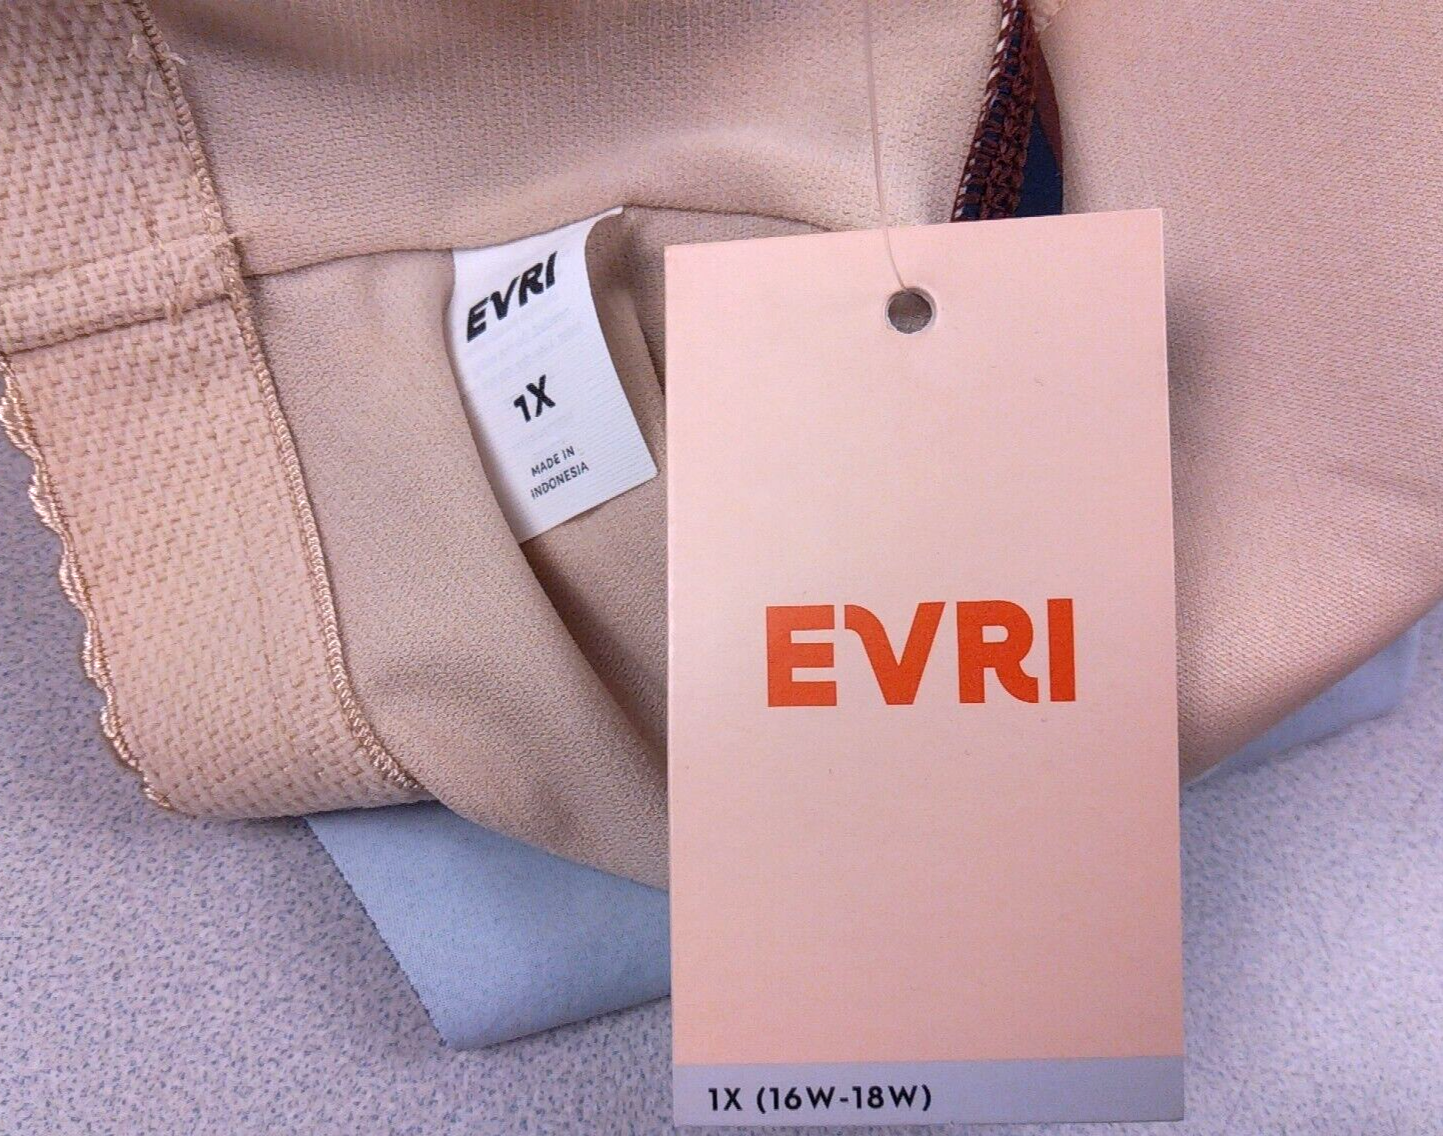 EVRI
1X
MADE IN
INDONESIA
EVRI
1X (16W-18W)